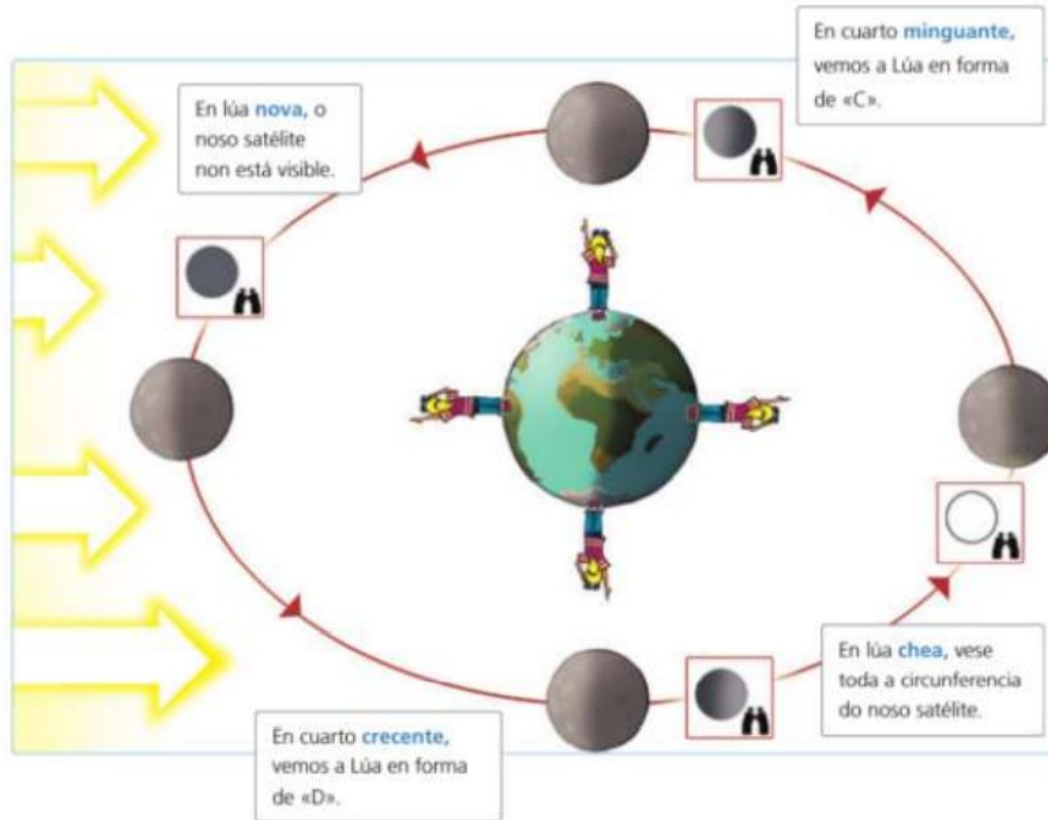 En cuarto minguante,
vemos a Lúa en forma
de «C».
En lúa nova, o
noso satélite
non está visible.
En lúa chea, vese
toda a circunferencia
do noso satélite.
En cuarto crecente,
vemos a Lúa en forma
de «D».